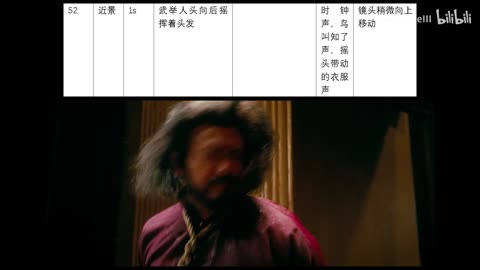 52
近景
1s
武举人头向后摇
挥着头发
时 钟
声，鸟
叫知了
声，摇
头带动
的衣服
声
镜头稍微向上
移动
elll bilibili